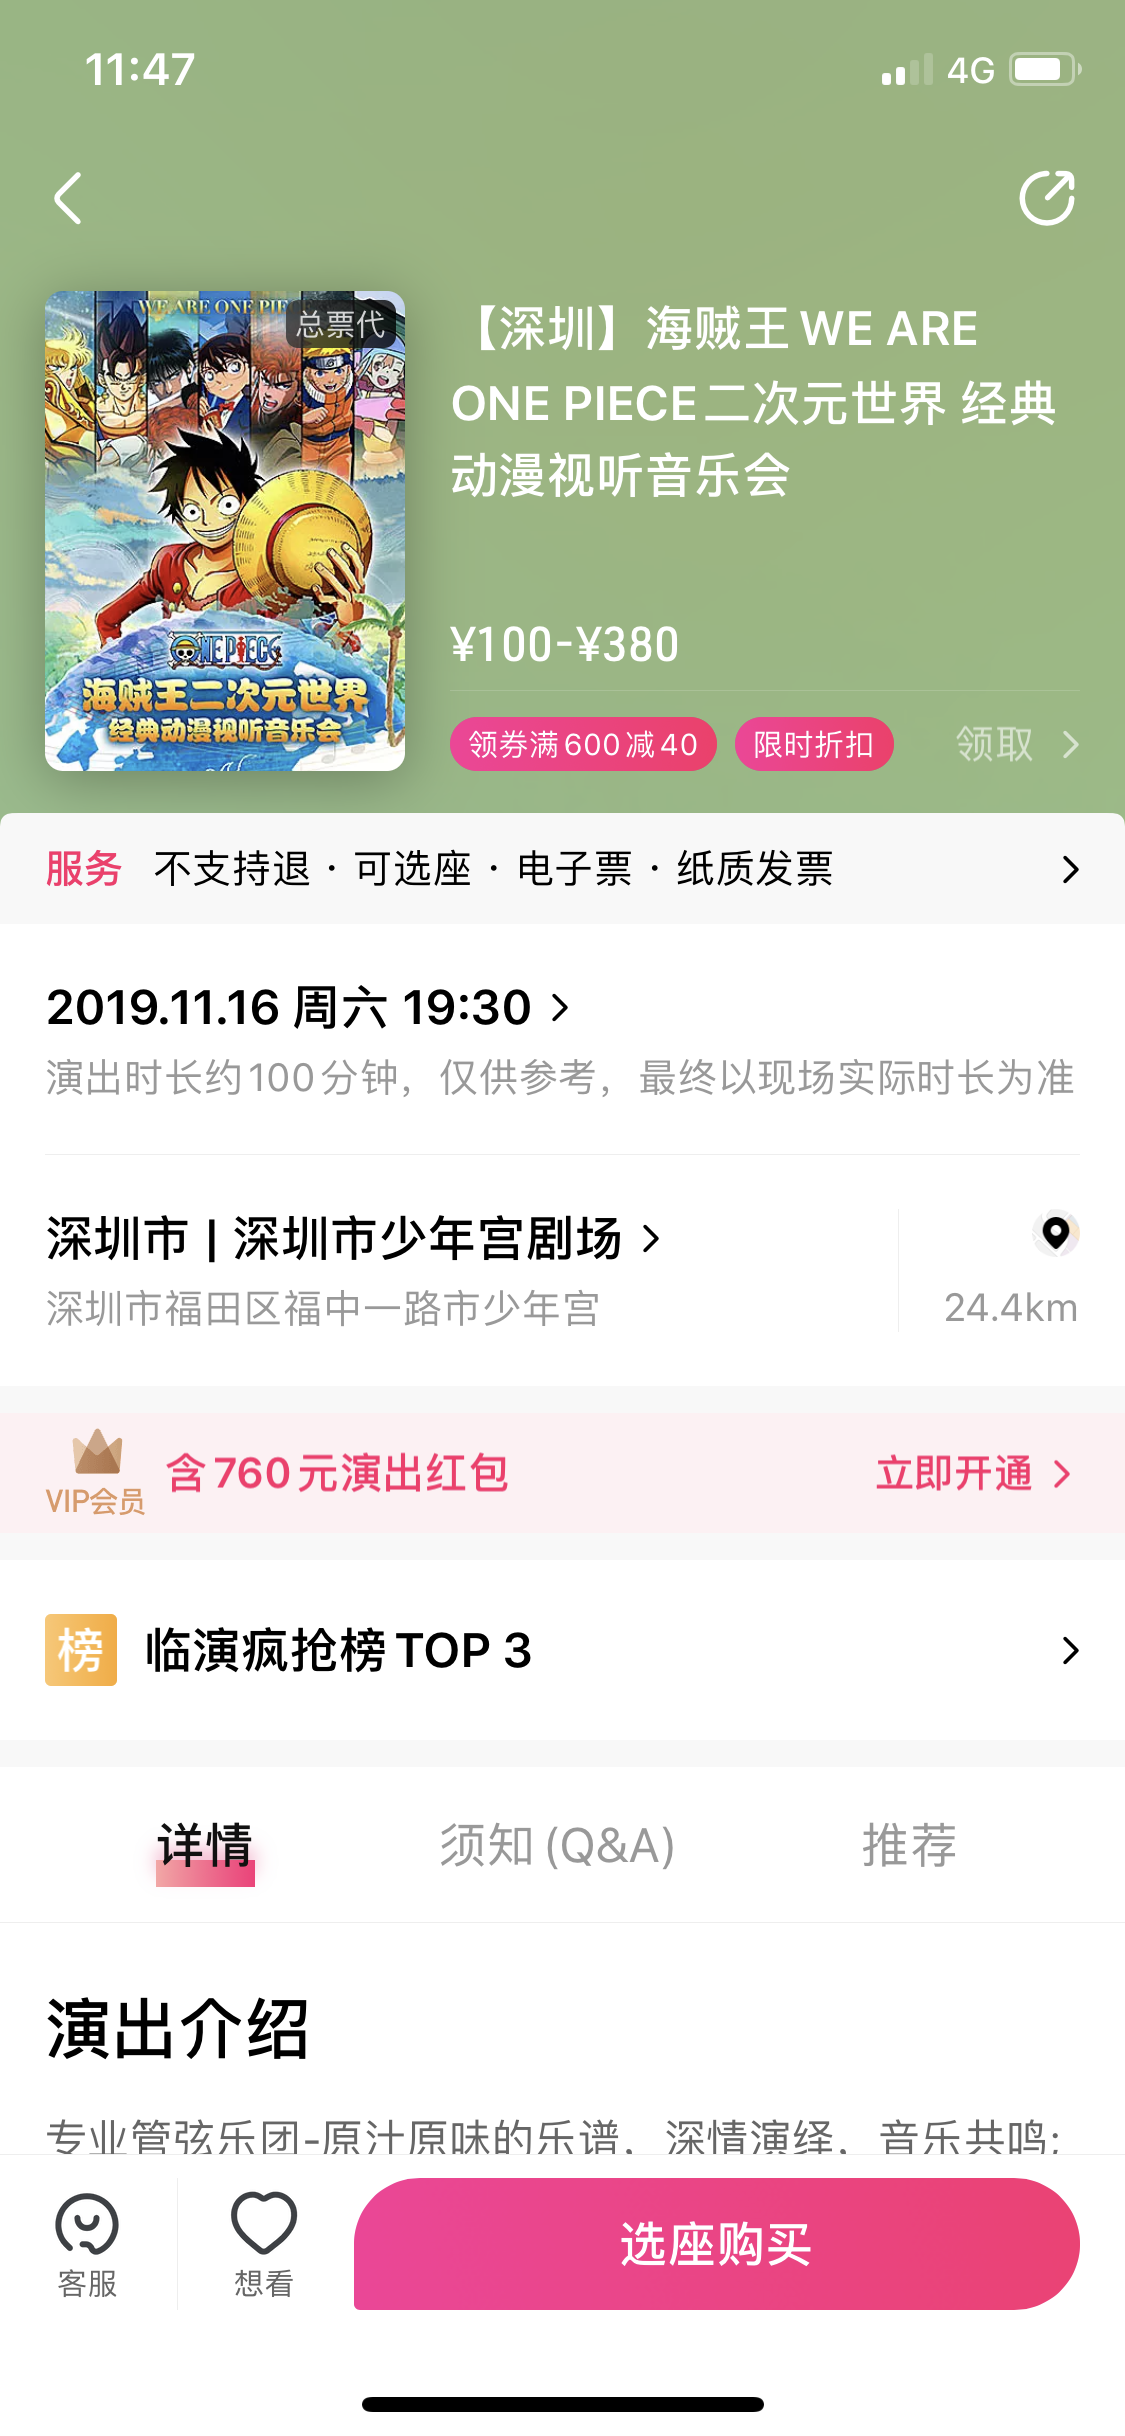 11:47
4G
WE ARE ONE PIE
总票代
ONE PIECE
海贼王二次元世界
经典动漫视听音乐会
【深圳】海贼王 WE ARE
ONE PIECE 二次元世界 经典
动漫视听音乐会
¥100-¥380
领券满600减40
限时折扣
领取
服务 不支持退 · 可选座 · 电子票 · 纸质发票
2019.11.16 周六 19:30
演出时长约100分钟，仅供参考，最终以现场实际时长为准
深圳市 | 深圳市少年宫剧场
深圳市福田区福中一路市少年宫
24.4km
VIP会员
含760元演出红包
立即开通
榜 临演疯抢榜 TOP 3
详情
须知 (Q&A)
推荐
演出介绍
专业管弦乐团-原汁原味的乐谱，深情演绎，音乐共鸣;
客服
想看
选座购买